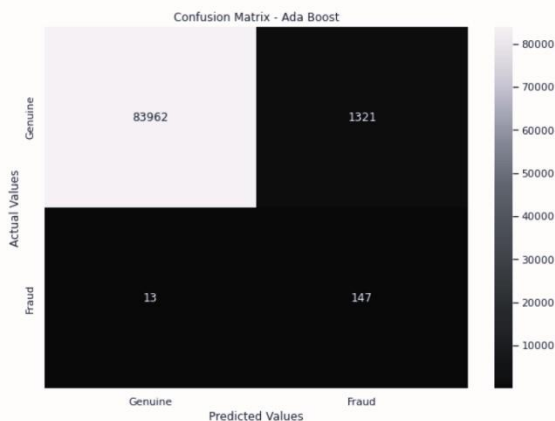 Confusion Matrix - Ada Boost
Actual Values
Genuine
83962
1321
Fraud
13
147
Genuine
Fraud
Predicted Values
80000
70000
60000
50000
40000
30000
20000
10000